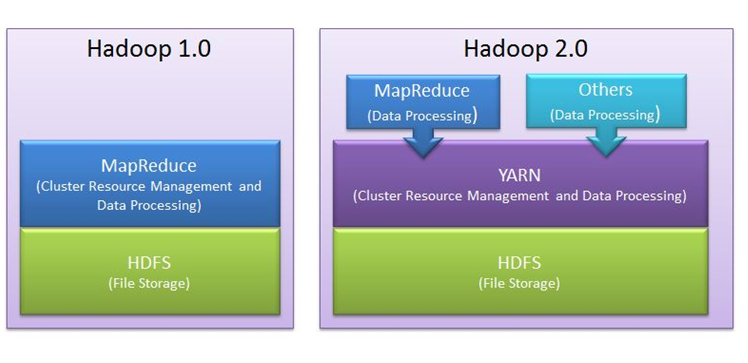 Hadoop 1.0
MapReduce
(Cluster Resource Management and
Data Processing)
HDFS
(File Storage)
Hadoop 2.0
MapReduce
(Data Processing)
Others
(Data Processing)
YARN
(Cluster Resource Management and Data Processing)
HDFS
(File Storage)